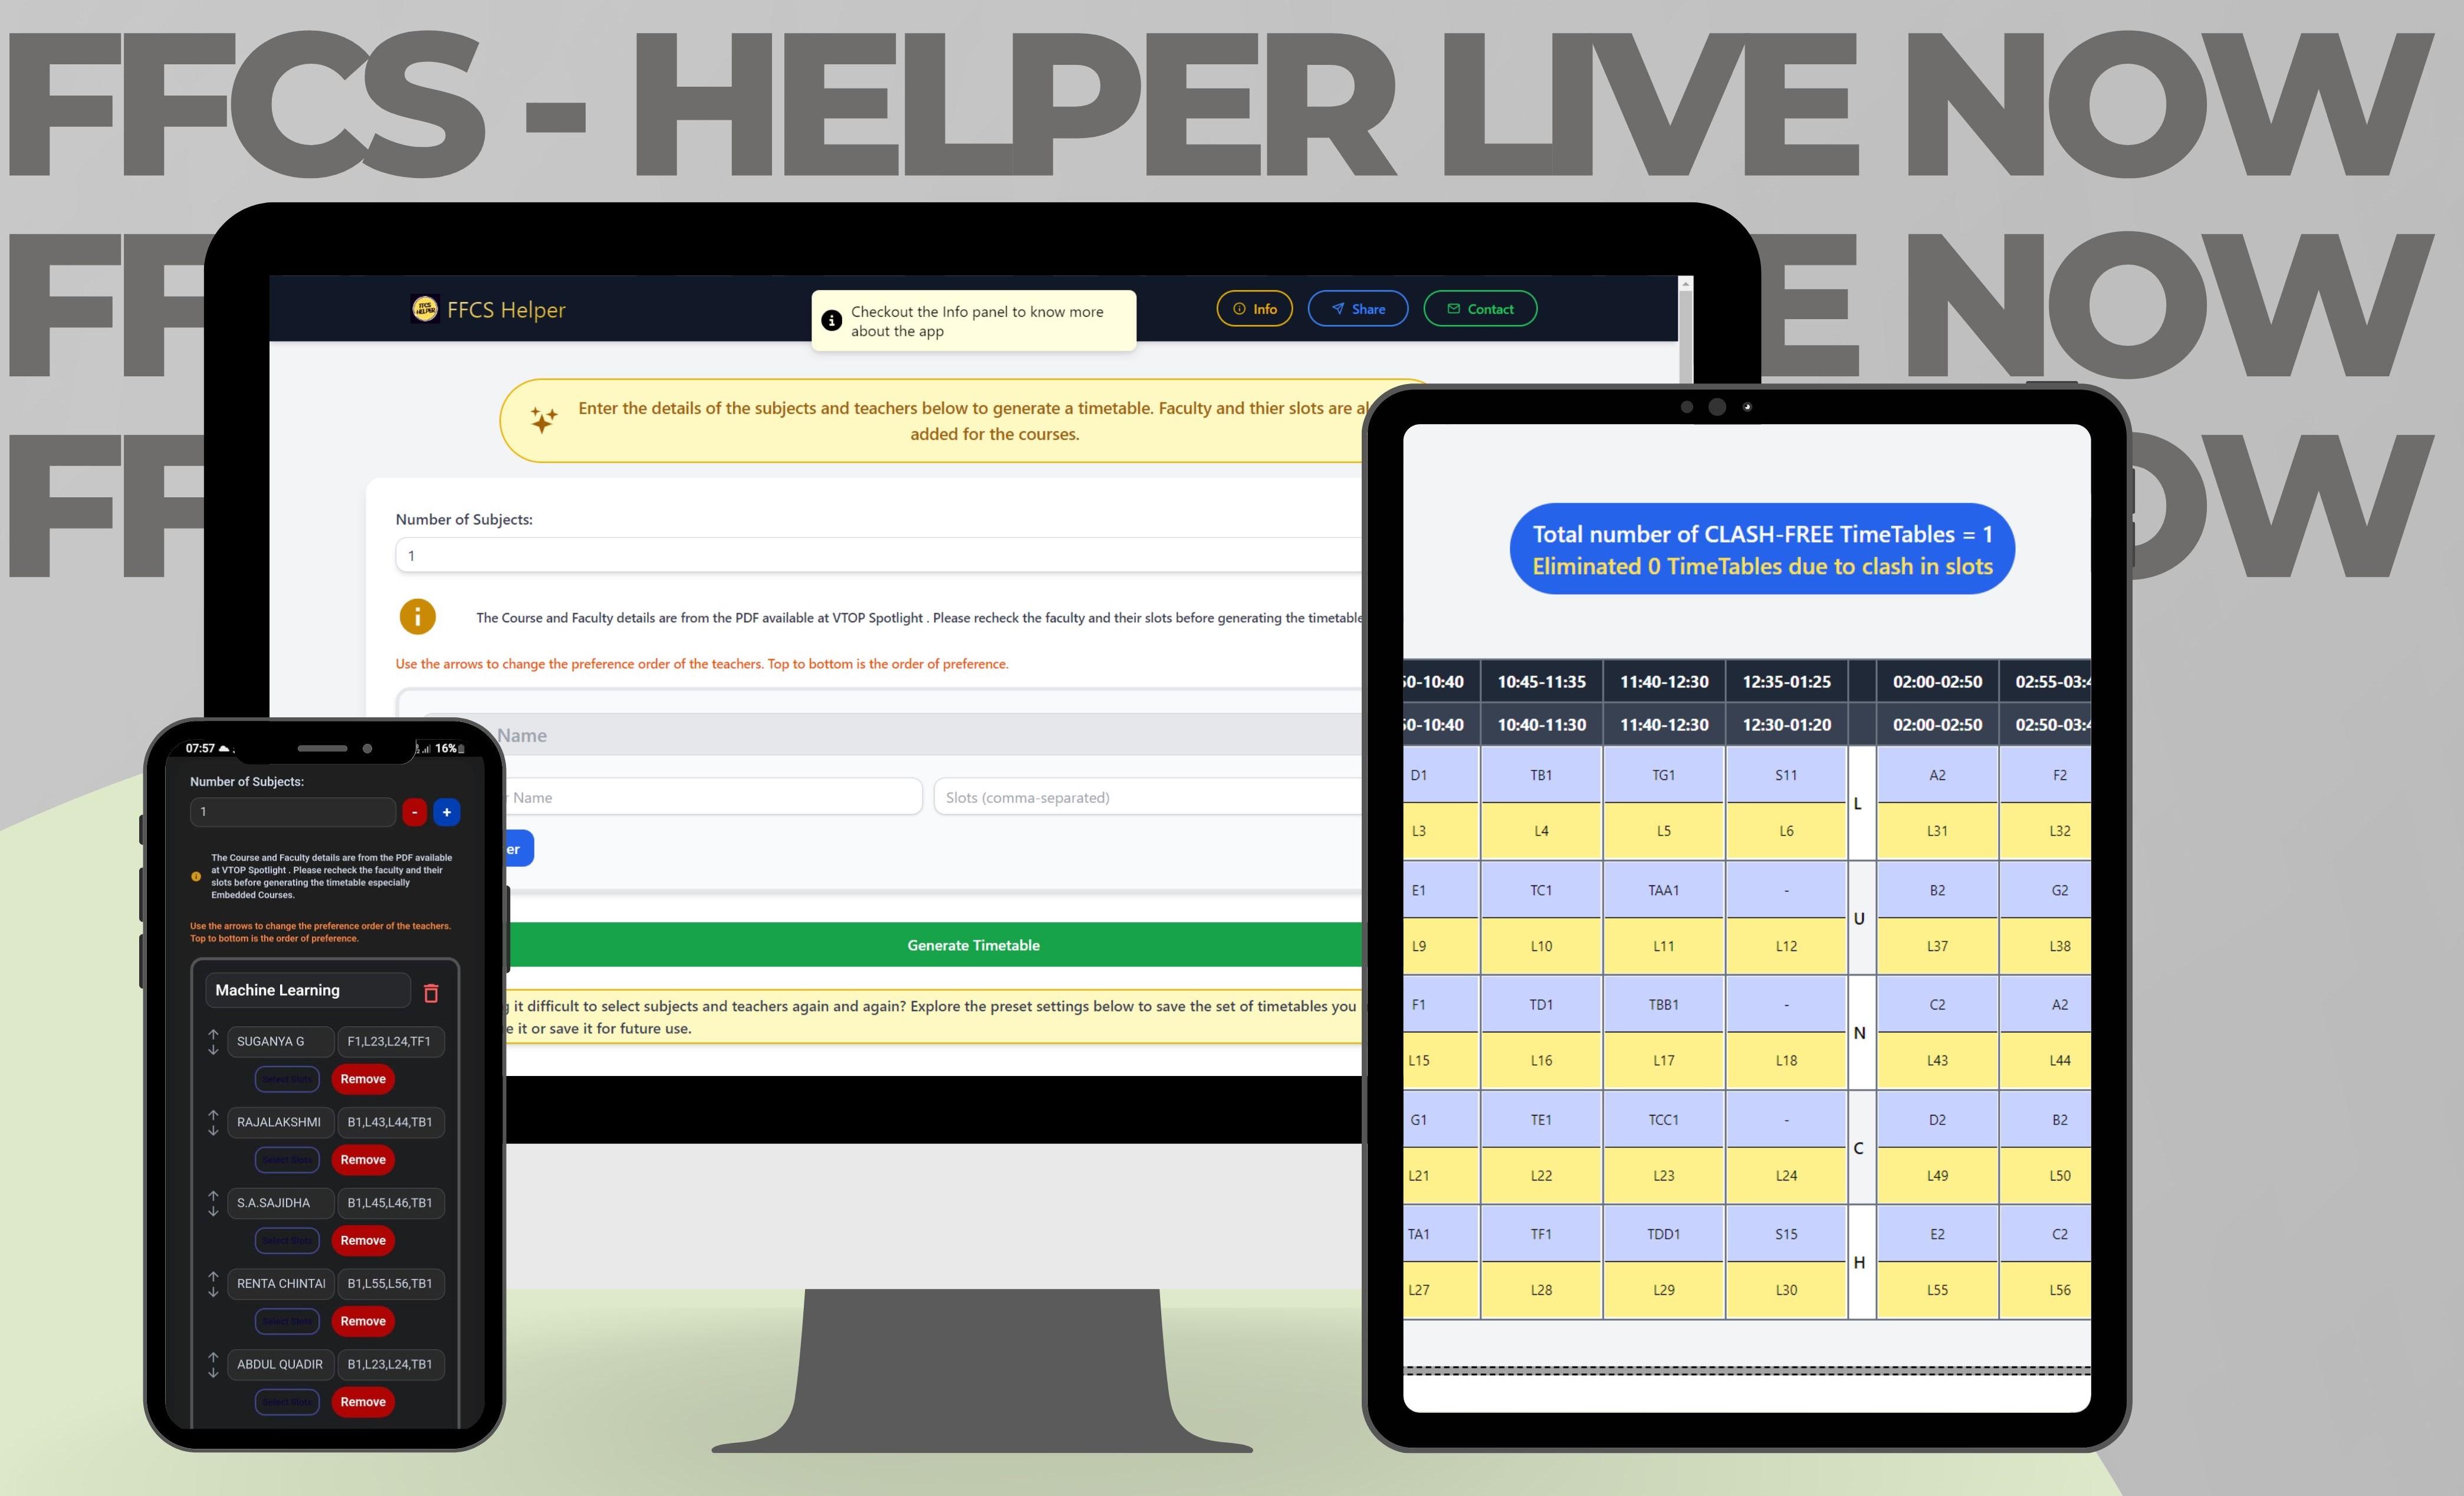 FFCS - HELPER LIVE NOW
FF E NOW
FF OW
FFCS HELPER
FFCS Helper
Checkout the Info panel to know more
about the app
Info
Share
Contact
Enter the details of the subjects and teachers below to generate a timetable. Faculty and thier slots are al
added for the courses.
Number of Subjects:
1
The Course and Faculty details are from the PDF available at VTOP Spotlight . Please recheck the faculty and their slots before generating the timetable
Use the arrows to change the preference order of the teachers. Top to bottom is the order of preference.
Name
r Name
Slots (comma-separated)
er
Generate Timetable
g it difficult to select subjects and teachers again and again? Explore the preset settings below to save the set of timetables you
e it or save it for future use.
07:57
16%
Number of Subjects:
1
-
+
The Course and Faculty details are from the PDF available
at VTOP Spotlight . Please recheck the faculty and their
slots before generating the timetable especially
Embedded Courses.
Use the arrows to change the preference order of the teachers.
Top to bottom is the order of preference.
Machine Learning
SUGANYA G F1,L23,L24,TF1
Select Slots Remove
RAJALAKSHMI B1,L43,L44,TB1
Select Slots Remove
S.A.SAJIDHA B1,L45,L46,TB1
Select Slots Remove
RENTA CHINTAI B1,L55,L56,TB1
Select Slots Remove
ABDUL QUADIR B1,L23,L24,TB1
Select Slots Remove
Total number of CLASH-FREE TimeTables = 1
Eliminated 0 TimeTables due to clash in slots
50-10:40 10:45-11:35 11:40-12:30 12:35-01:25 02:00-02:50 02:55-03:4
50-10:40 10:40-11:30 11:40-12:30 12:30-01:20 02:00-02:50 02:50-03:4
D1 TB1 TG1 S11 A2 F2
L
L3 L4 L5 L6 L31 L32
E1 TC1 TAA1 - B2 G2
U
L9 L10 L11 L12 L37 L38
F1 TD1 TBB1 - C2 A2
N
L15 L16 L17 L18 L43 L44
G1 TE1 TCC1 - D2 B2
C
L21 L22 L23 L24 L49 L50
TA1 TF1 TDD1 S15 E2 C2
H
L27 L28 L29 L30 L55 L56